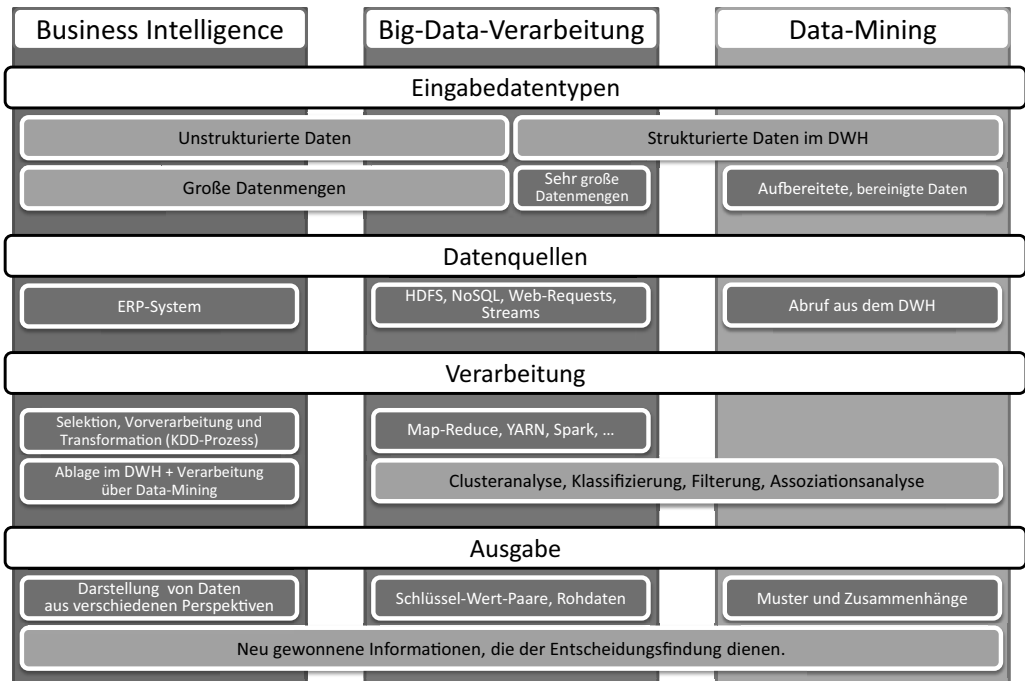 Business Intelligence
Big-Data-Verarbeitung
Data-Mining
Eingabedatentypen
Unstrukturierte Daten
Strukturierte Daten im DWH
Große Datenmengen
Sehr große
Datenmengen
Aufbereitete, bereinigte Daten
Datenquellen
ERP-System
HDFS, NoSQL, Web-Requests,
Streams
Abruf aus dem DWH
Verarbeitung
Selektion, Vorverarbeitung und
Transformation (KDD-Prozess)
Map-Reduce, YARN, Spark, ...
Ablage im DWH + Verarbeitung
über Data-Mining
Clusteranalyse, Klassifizierung, Filterung, Assoziationsanalyse
Ausgabe
Darstellung von Daten
aus verschiedenen Perspektiven
Schlüssel-Wert-Paare, Rohdaten
Muster und Zusammenhänge
Neu gewonnene Informationen, die der Entscheidungsfindung dienen.